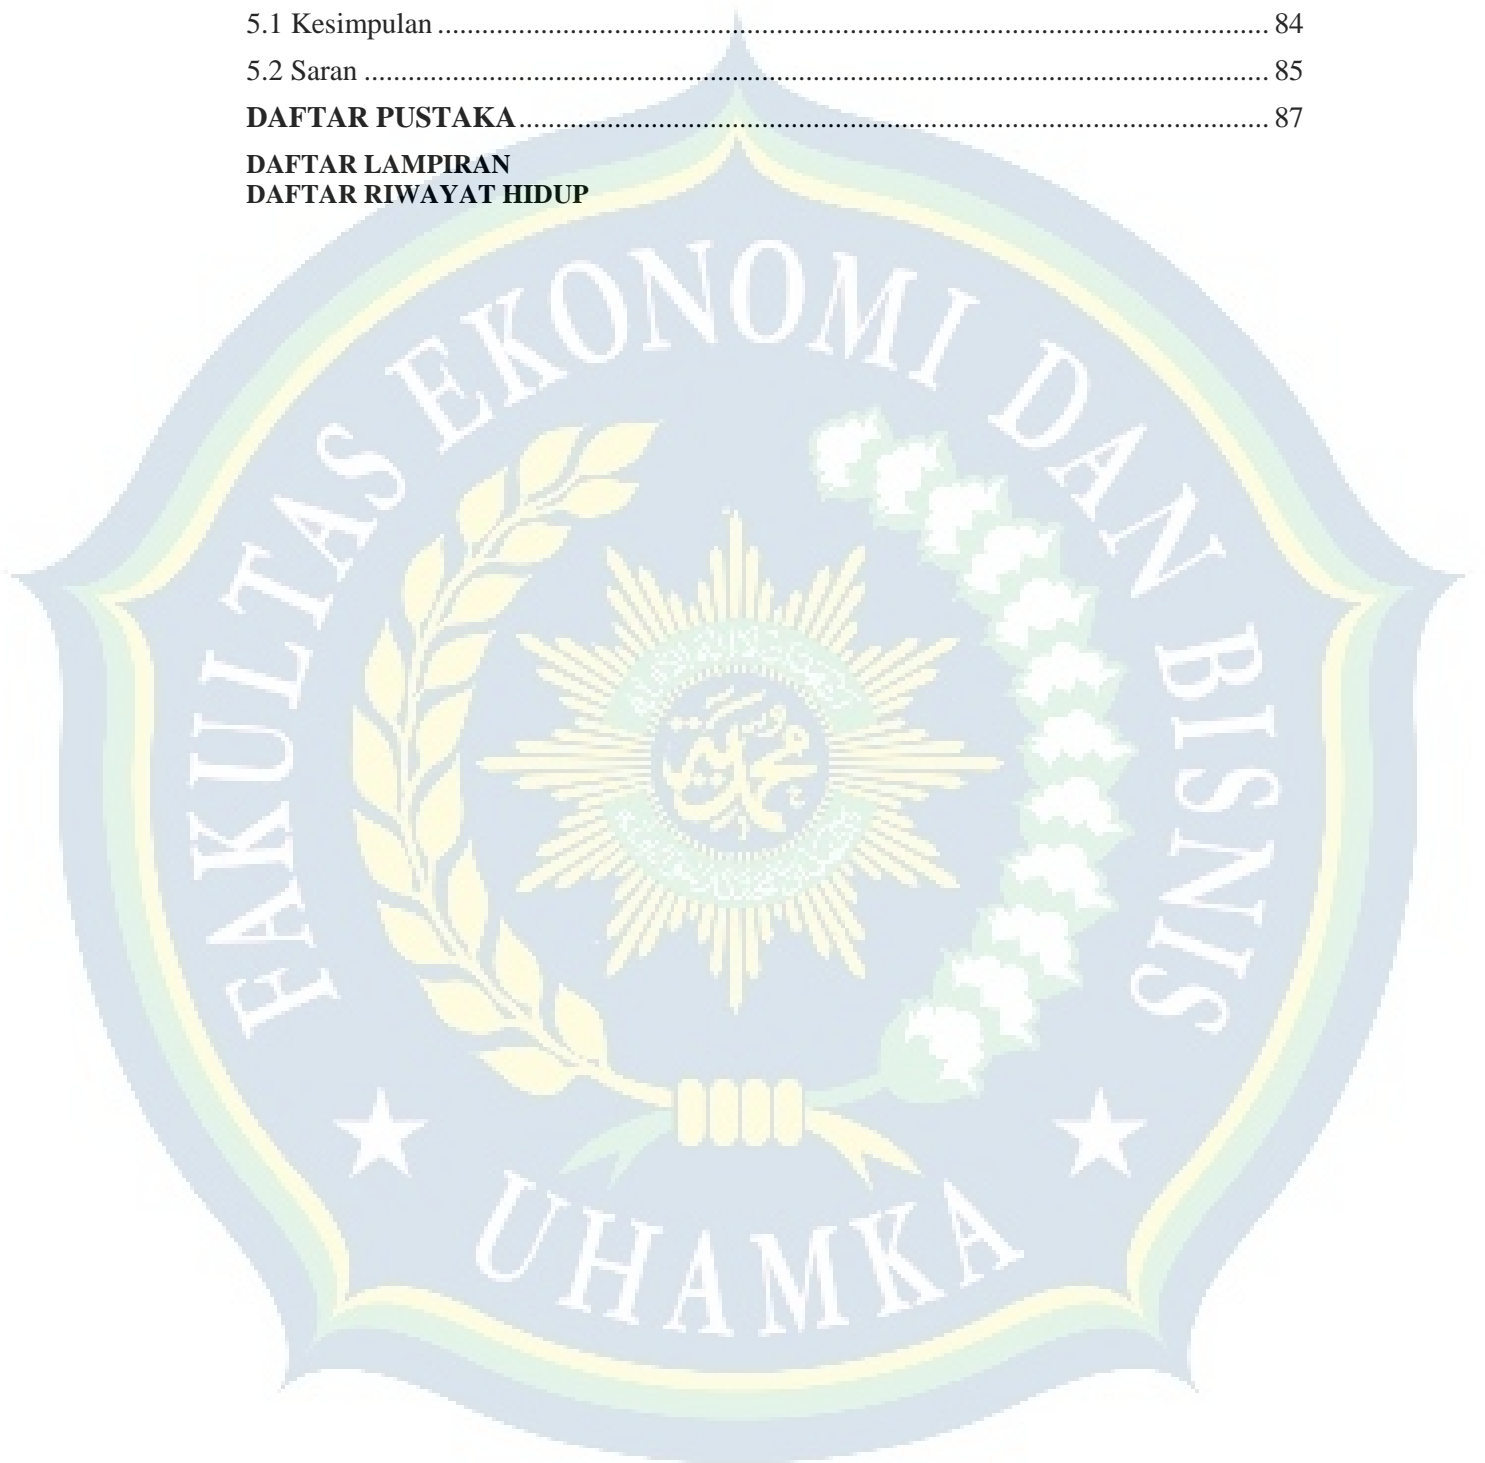 5.1 Kesimpulan ........................................................................................................ 84
5.2 Saran .................................................................................................................. 85
DAFTAR PUSTAKA .............................................................................................. 87
DAFTAR LAMPIRAN
DAFTAR RIWAYAT HIDUP
FAKULTAS EKONOMI DAN BISNIS
محمدية
UHAMKA